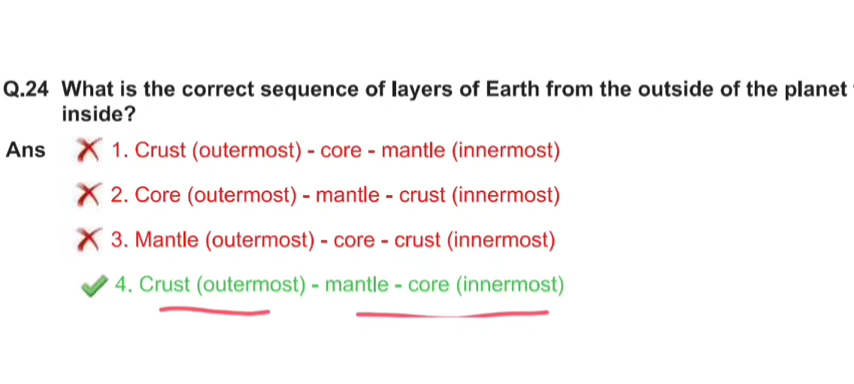 Q.24 What is the correct sequence of layers of Earth from the outside of the planet
inside?
Ans 1. Crust (outermost) - core - mantle (innermost)
2. Core (outermost) - mantle - crust (innermost)
3. Mantle (outermost) - core - crust (innermost)
4. Crust (outermost) - mantle - core (innermost)